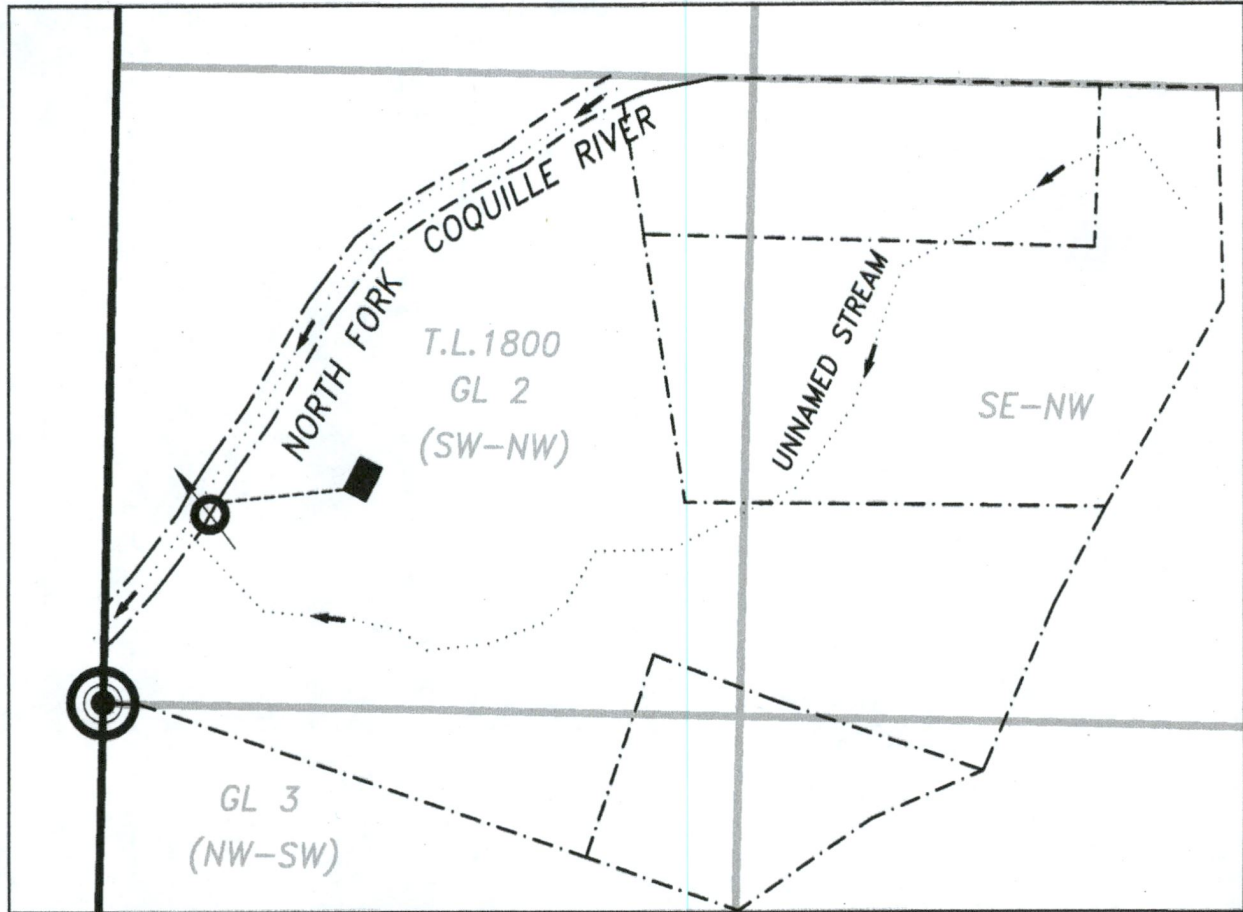 NORTH FORK COQUILLE RIVER
T.L.1800
GL 2
(SW-NW)
UNNAMED STREAM
SE-NW
GL 3
(NW-SW)